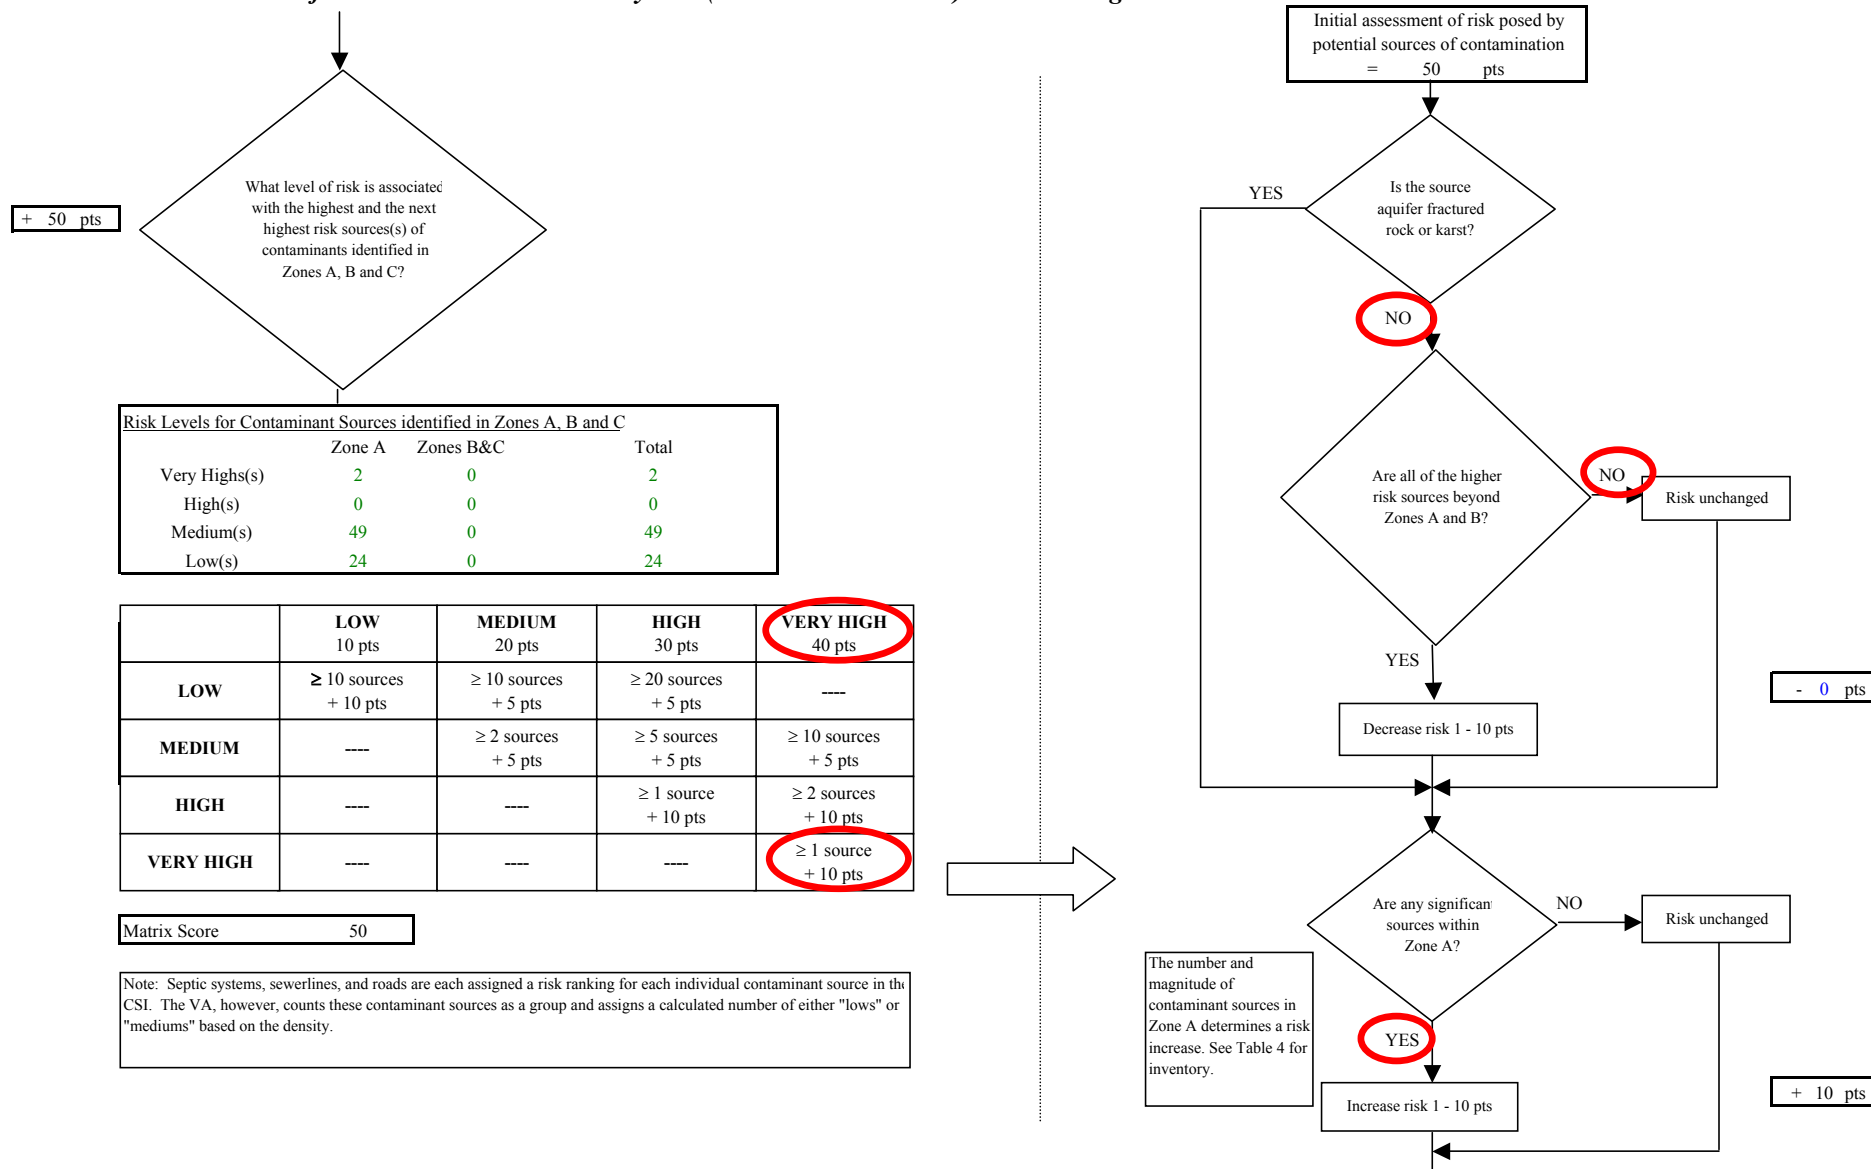 Initial assessment of risk posed by
potential sources of contamination
= 50 pts
What level of risk is associated
with the highest and the next
highest risk sources(s) of
contaminants identified in
Zones A, B and C?
+ 50 pts
YES
Is the source
aquifer fractured
rock or karst?
NO
Risk Levels for Contaminant Sources identified in Zones A, B and C
Zone A Zones B&C Total
Very Highs(s) 2 0 2
High(s) 0 0 0
Medium(s) 49 0 49
Low(s) 24 0 24
Are all of the higher
risk sources beyond
Zones A and B?
NO
Risk unchanged
YES
Decrease risk 1 - 10 pts
- 0 pts
LOW MEDIUM HIGH VERY HIGH
10 pts 20 pts 30 pts 40 pts
LOW ≥ 10 sources ≥ 10 sources ≥ 20 sources ----
+ 10 pts + 5 pts + 5 pts
MEDIUM ---- ≥ 2 sources ≥ 5 sources ≥ 10 sources
+ 5 pts + 5 pts + 5 pts
HIGH ---- ---- ≥ 1 source ≥ 2 sources
+ 10 pts + 10 pts
VERY HIGH ---- ---- ---- ≥ 1 source
+ 10 pts
Matrix Score 50
Note: Septic systems, sewerlines, and roads are each assigned a risk ranking for each individual contaminant source in the
CSI. The VA, however, counts these contaminant sources as a group and assigns a calculated number of either "lows" or
"mediums" based on the density.
Are any significant
sources within
Zone A?
NO
Risk unchanged
The number and
magnitude of
contaminant sources in
Zone A determines a risk
increase. See Table 4 for
inventory.
YES
Increase risk 1 - 10 pts
+ 10 pts